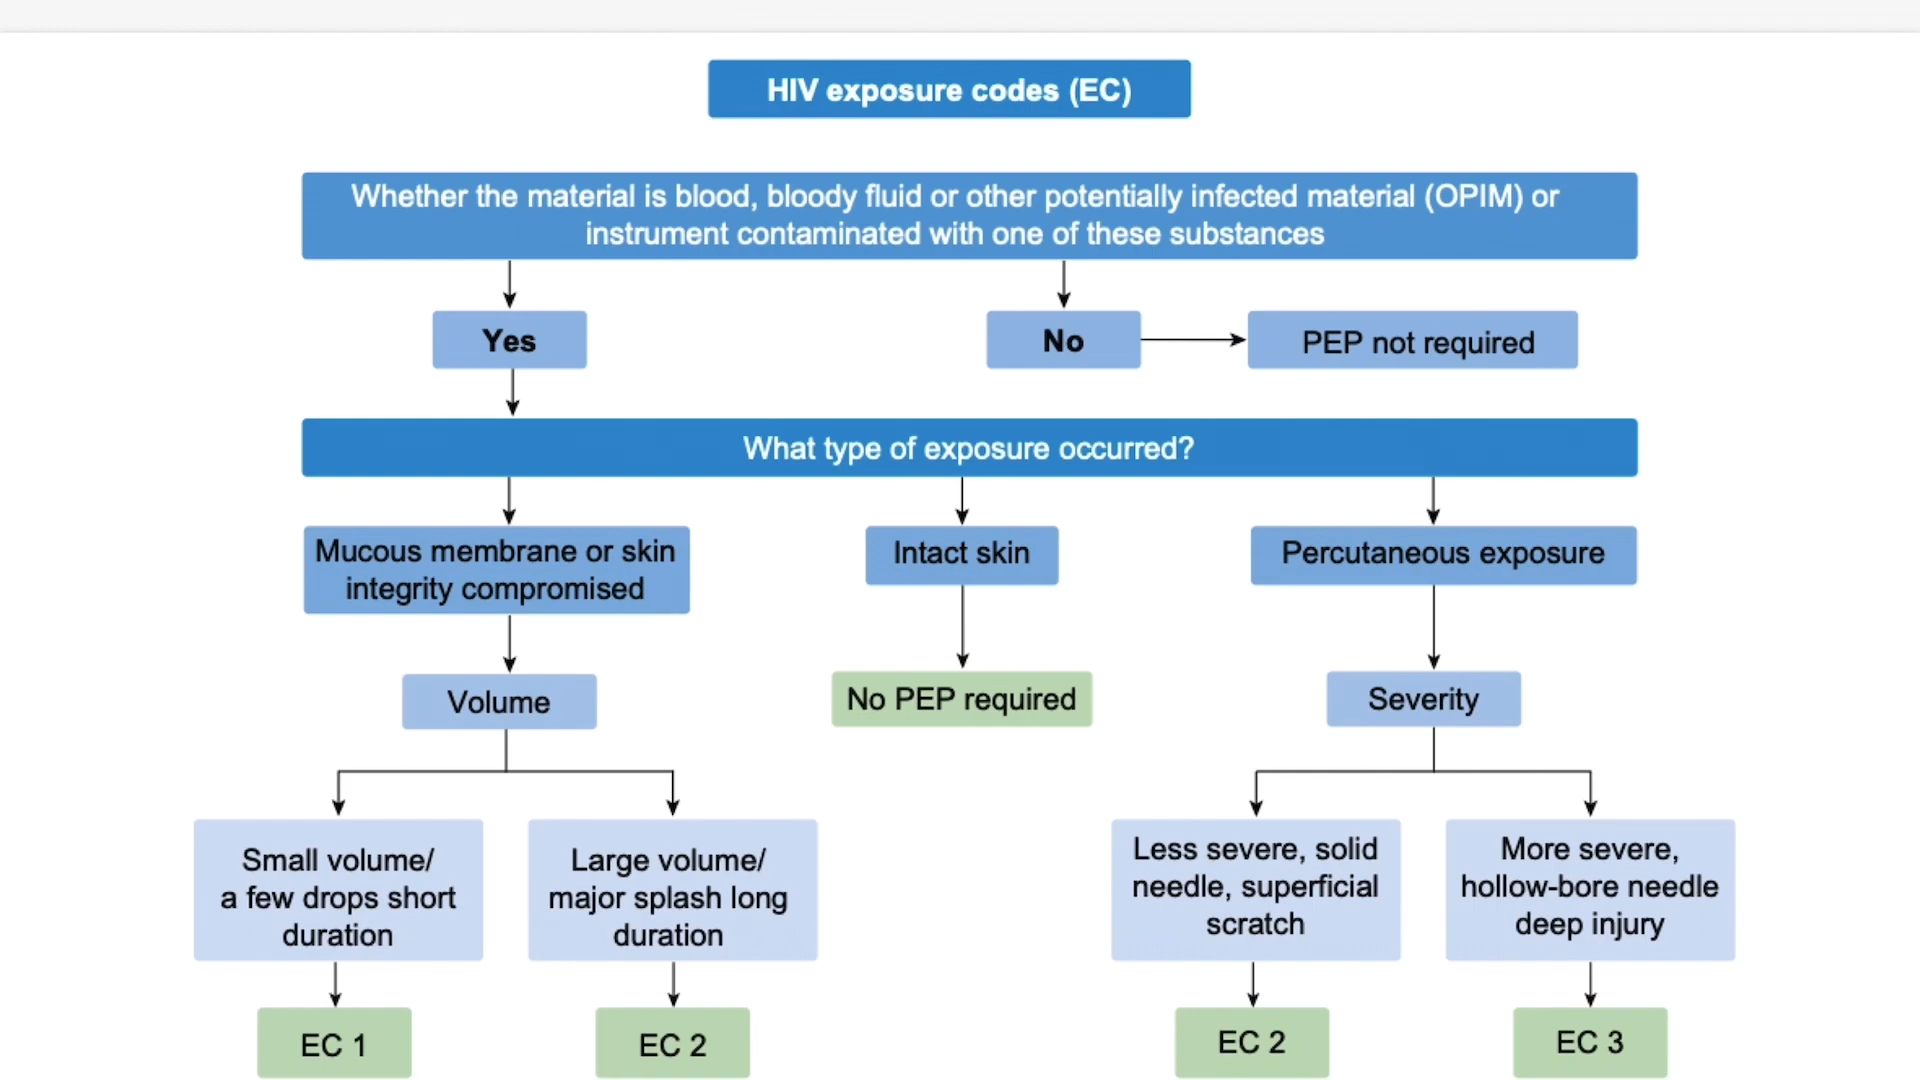 HIV exposure codes (EC)
Whether the material is blood, bloody fluid or other potentially infected material (OPIM) or
instrument contaminated with one of these substances
Yes
No
PEP not required
What type of exposure occurred?
Mucous membrane or skin
integrity compromised
Intact skin
Percutaneous exposure
Volume
No PEP required
Severity
Small volume/
a few drops short
duration
Large volume/
major splash long
duration
Less severe, solid
needle, superficial
scratch
More severe,
hollow-bore needle
deep injury
EC 1
EC 2
EC 2
EC 3